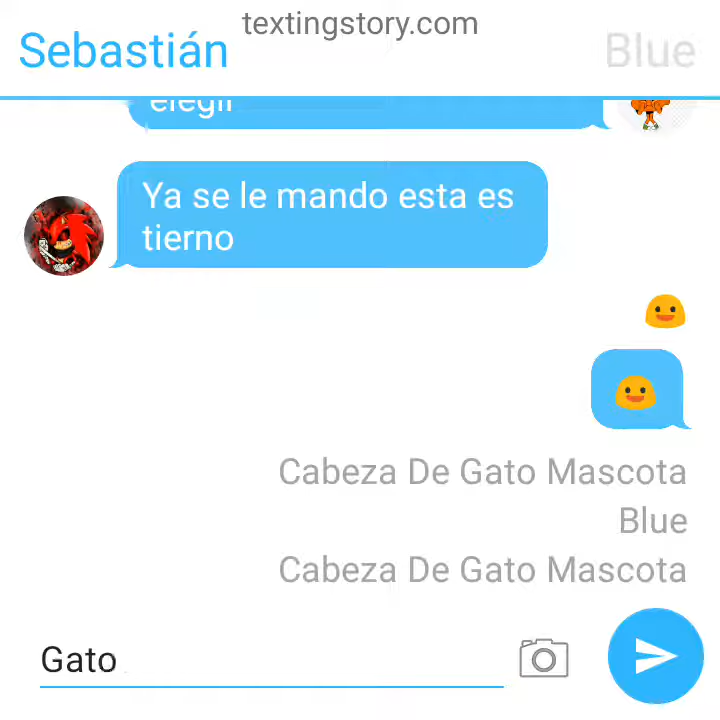 textingstory.com
Sebastián
Blue
elegir
Ya se le mando esta es
tierno
Cabeza De Gato Mascota
Blue
Cabeza De Gato Mascota
Gato